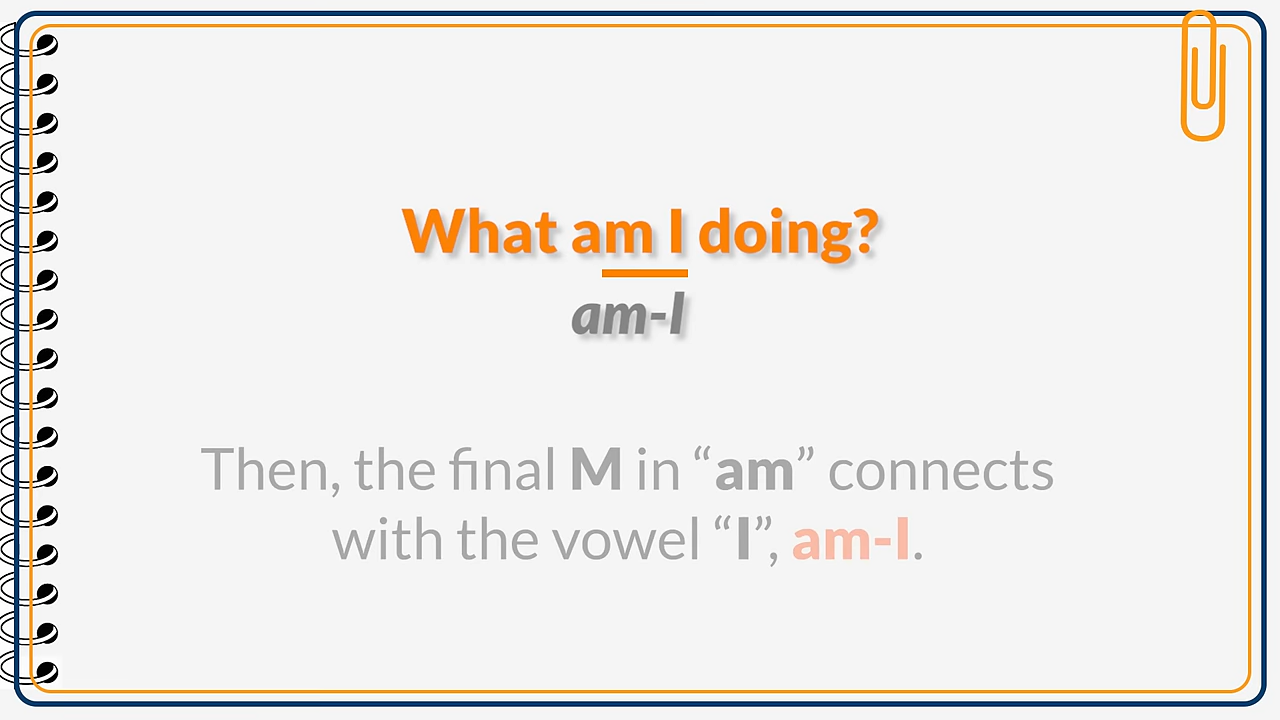 What am I doing?
am-I
Then, the final M in “am” connects
with the vowel “I”, am-I.